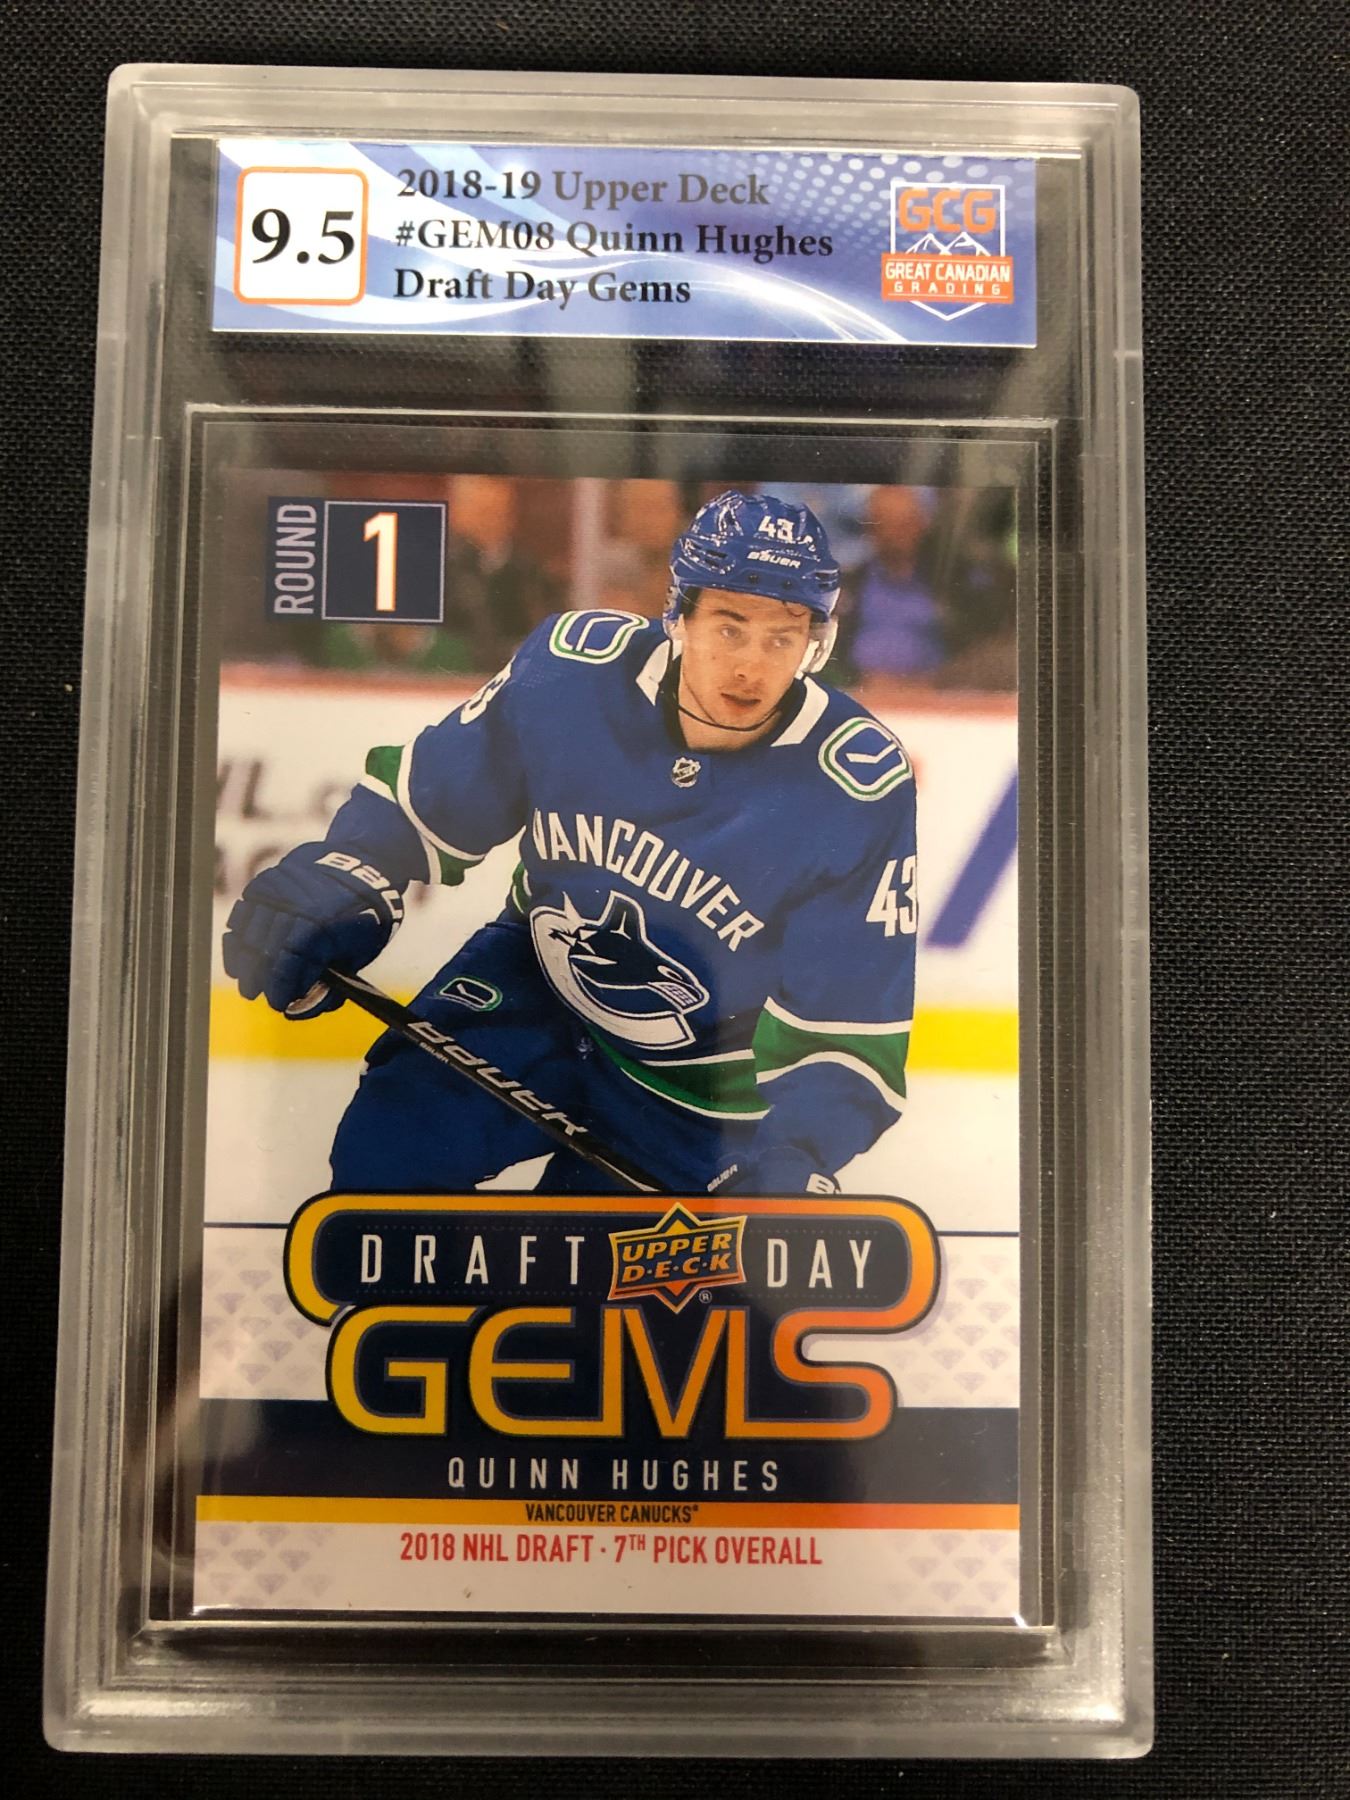 9.5
2018-19 Upper Deck
#GEM08 Quinn Hughes
Draft Day Gems
GCG
GREAT CANADIAN
GRADING
ROUND
1
43
BAUER
VANCOUVER
43
BAUER
BAUER
DRAFT UPPER DECK® DAY
GEMS
QUINN HUGHES
VANCOUVER CANUCKS®
2018 NHL DRAFT · 7TH PICK OVERALL